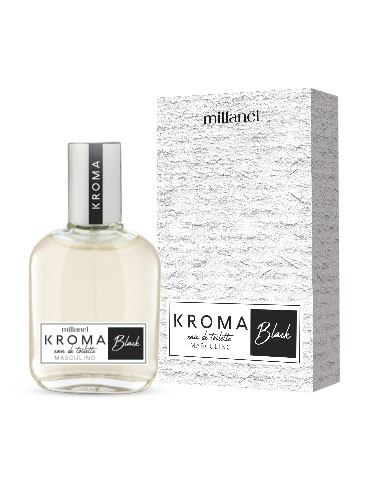 KROMA
millanel
KROMA
eau de toilette
MASCULINO
Black
millanel
KROMA
eau de toilette
MASCULINO
Black